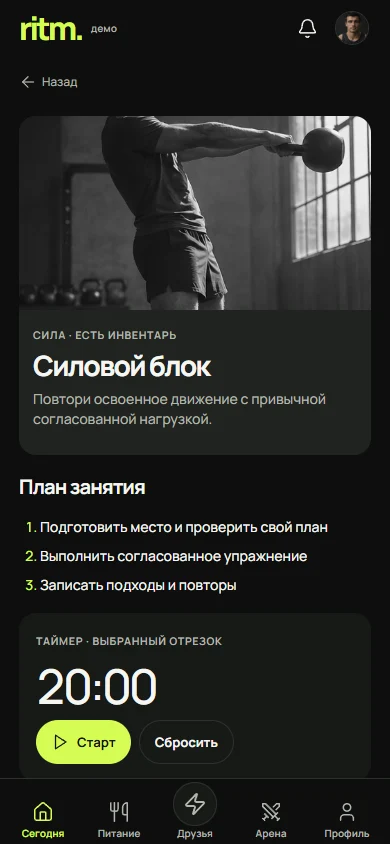 ritm. демо
Назад
СИЛА · ЕСТЬ ИНВЕНТАРЬ
Силовой блок
Повтори освоенное движение с привычной
согласованной нагрузкой.
План занятия
1. Подготовить место и проверить свой план
2. Выполнить согласованное упражнение
3. Записать подходы и повторы
ТАЙМЕР · ВЫБРАННЫЙ ОТРЕЗОК
20:00
Старт Сбросить
Сегодня Питание Друзья Арена Профиль